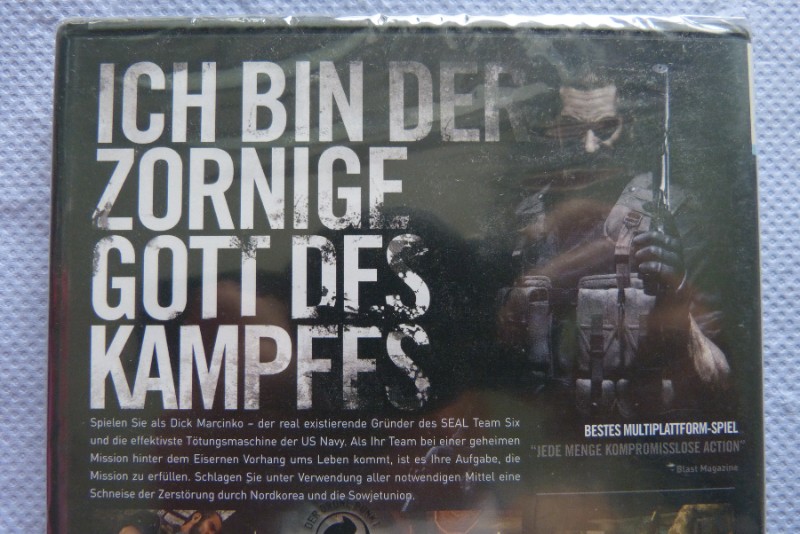 ICH BIN DER
ZORNIGE
GOTT DES
KAMPFES
Spielen Sie als Dick Marcinko – der real existierende Gründer des SEAL Team Six
und die effektivste Tötungsmaschine der US Navy. Als Ihr Team bei einer geheimen
Mission hinter dem Eisernen Vorhang ums Leben kommt, ist es Ihre Aufgabe, die
Mission zu erfüllen. Schlagen Sie unter Verwendung aller notwendigen Mittel eine
Schneise der Zerstörung durch Nordkorea und die Sowjetunion.
BESTES MULTIPLATTFORM-SPIEL
"JEDE MENGE KOMPROMISSLOSE ACTION"
- Blast Magazine